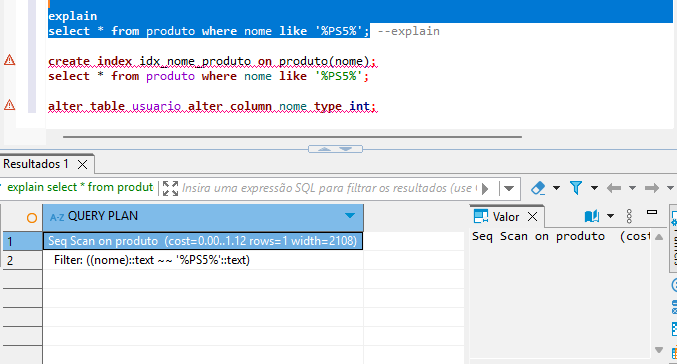 explain
select * from produto where nome like '%PS5%'; --explain
create index idx_nome_produto on produto(nome);
select * from produto where nome like '%PS5%';
alter table usuario alter column nome type int;
Resultados 1
explain select * from produt
Insira uma expressão SQL para filtrar os resultados (use
QUERY PLAN
Valor
1
Seq Scan on produto (cost=0.00..1.12 rows=1 width=2108)
Seq Scan on produto (cost
2
Filter: ((nome)::text ~~ '%PS5%'::text)